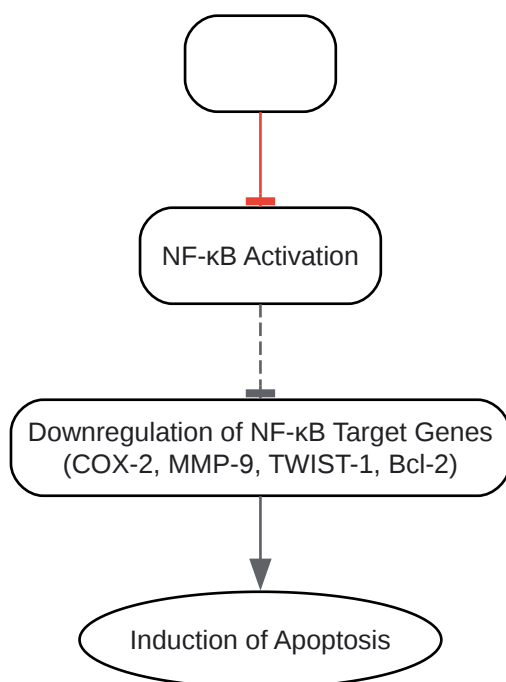 NF-κB Activation
Downregulation of NF-κB Target Genes
(COX-2, MMP-9, TWIST-1, Bcl-2)
Induction of Apoptosis